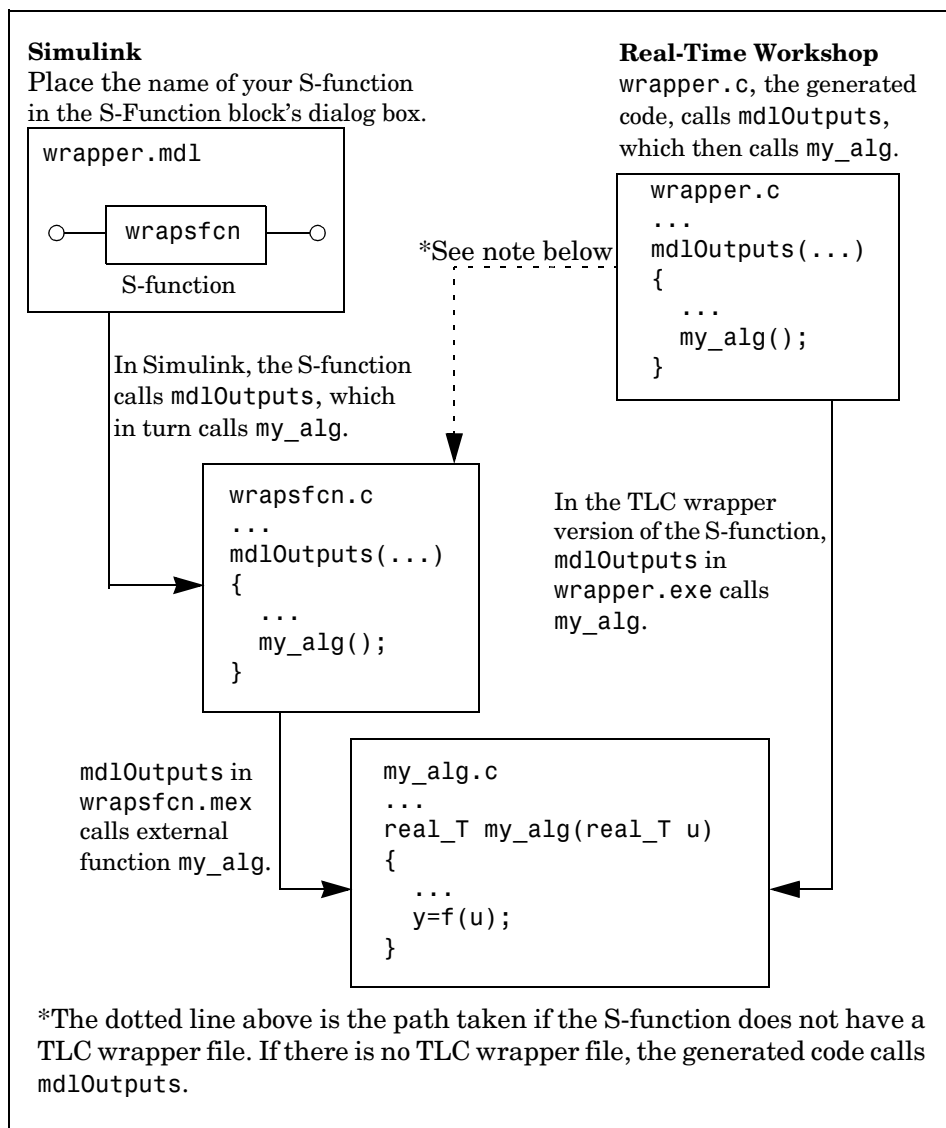 Simulink
Place the name of your S-function
in the S-Function block's dialog box.
wrapper.mdl
wrapsfcn
S-function
Real-Time Workshop
wrapper.c, the generated
code, calls mdlOutputs,
which then calls my_alg.
wrapper.c
...
mdlOutputs(...)
{
...
my_alg();
}
*See note below
In Simulink, the S-function
calls mdlOutputs, which
in turn calls my_alg.
wrapsfcn.c
...
mdlOutputs(...)
{
...
my_alg();
}
In the TLC wrapper
version of the S-function,
mdlOutputs in
wrapper.exe calls
my_alg.
mdlOutputs in
wrapsfcn.mex
calls external
function my_alg.
my_alg.c
...
real_T my_alg(real_T u)
{
...
y=f(u);
}
*The dotted line above is the path taken if the S-function does not have a
TLC wrapper file. If there is no TLC wrapper file, the generated code calls
mdlOutputs.